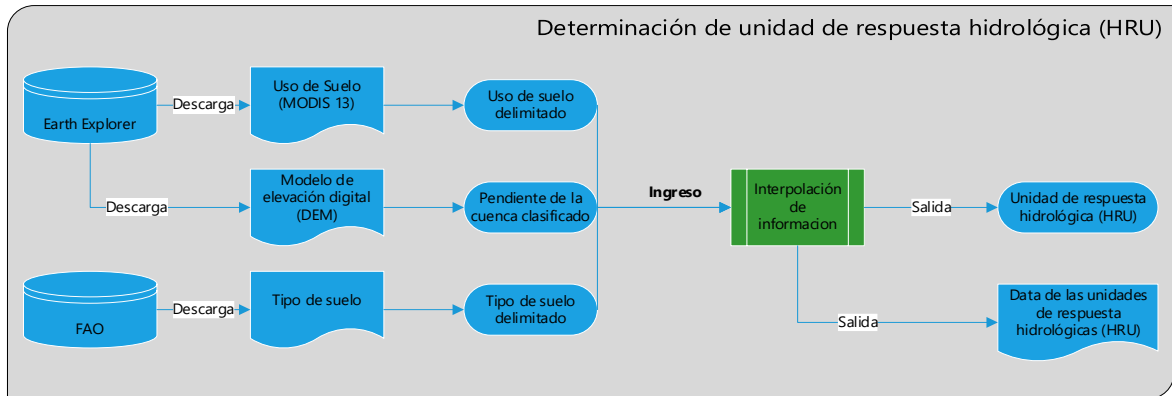 Determinación de unidad de respuesta hidrológica (HRU)
Earth Explorer
Descarga
Uso de Suelo
(MODIS 13)
Uso de suelo
delimitado
Descarga
Modelo de
elevación digital
(DEM)
Pendiente de la
cuenca clasificado
Ingreso
Interpolación
de
informacion
Salida
Unidad de respuesta
hidrológica (HRU)
FAO
Descarga
Tipo de suelo
Tipo de suelo
delimitado
Salida
Data de las unidades
de respuesta
hidrológicas (HRU)